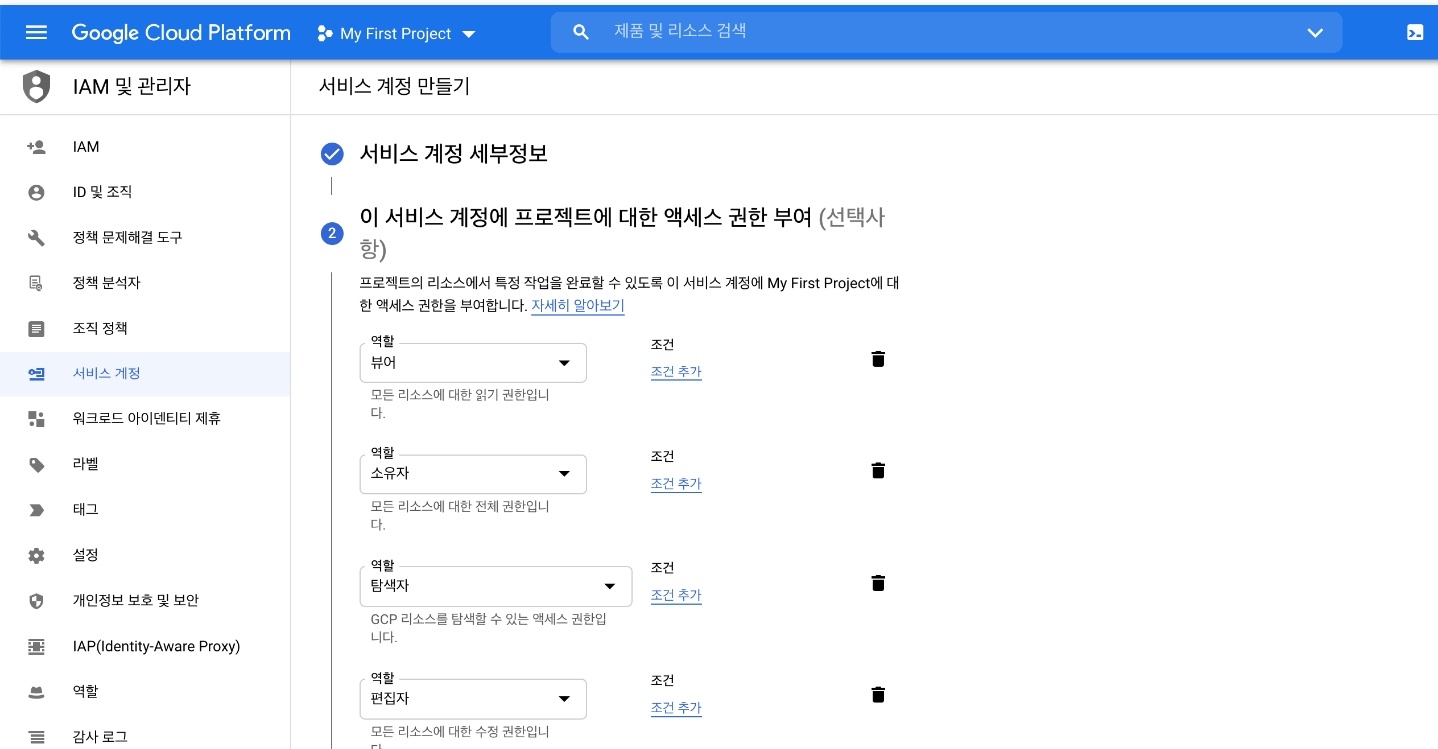 Google Cloud Platform
My First Project
제품 및 리소스 검색
IAM 및 관리자
서비스 계정 만들기
IAM
ID 및 조직
정책 문제해결 도구
정책 분석자
조직 정책
서비스 계정
워크로드 아이덴티티 제휴
라벨
태그
설정
개인정보 보호 및 보안
IAP(Identity-Aware Proxy)
역할
감사 로그
서비스 계정 세부정보
2
이 서비스 계정에 프로젝트에 대한 액세스 권한 부여 (선택사
항)
프로젝트의 리소스에서 특정 작업을 완료할 수 있도록 이 서비스 계정에 My First Project에 대
한 액세스 권한을 부여합니다. 자세히 알아보기
역할
뷰어
모든 리소스에 대한 읽기 권한입니
다.
조건
조건 추가
역할
소유자
모든 리소스에 대한 전체 권한입니
다.
조건
조건 추가
역할
탐색자
GCP 리소스를 탐색할 수 있는 액세스 권한입
니다.
조건
조건 추가
역할
편집자
모든 리소스에 대한 수정 권한입니
조건
조건 추가